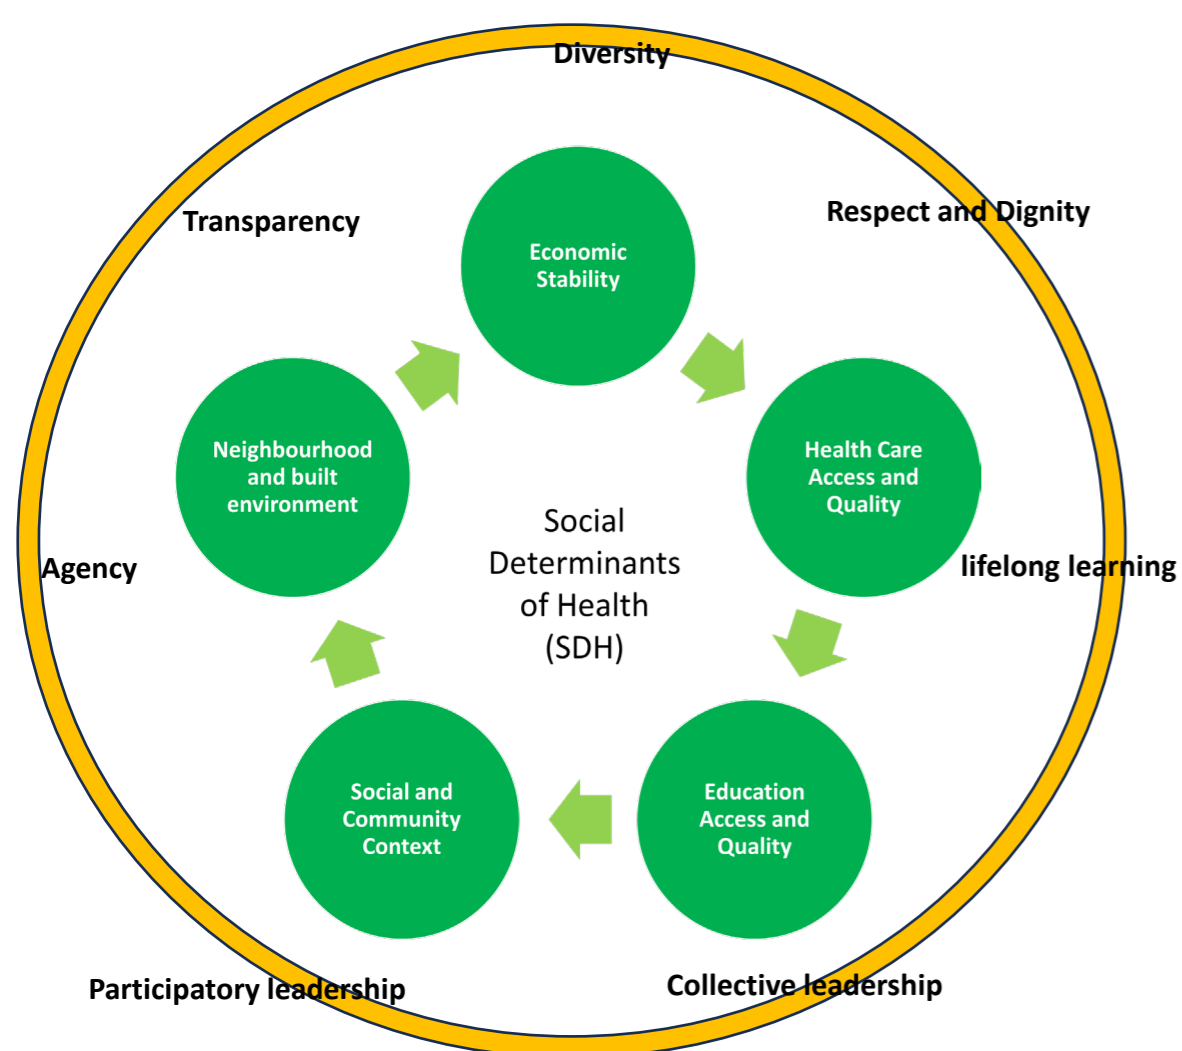 Diversity
Transparency
Respect and Dignity
Economic
Stability
Neighbourhood
and built
environment
Health Care
Access and
Quality
Social
Determinants
of Health
(SDH)
Agency
lifelong learning
Social and
Community
Context
Education
Access and
Quality
Participatory leadership
Collective leadership